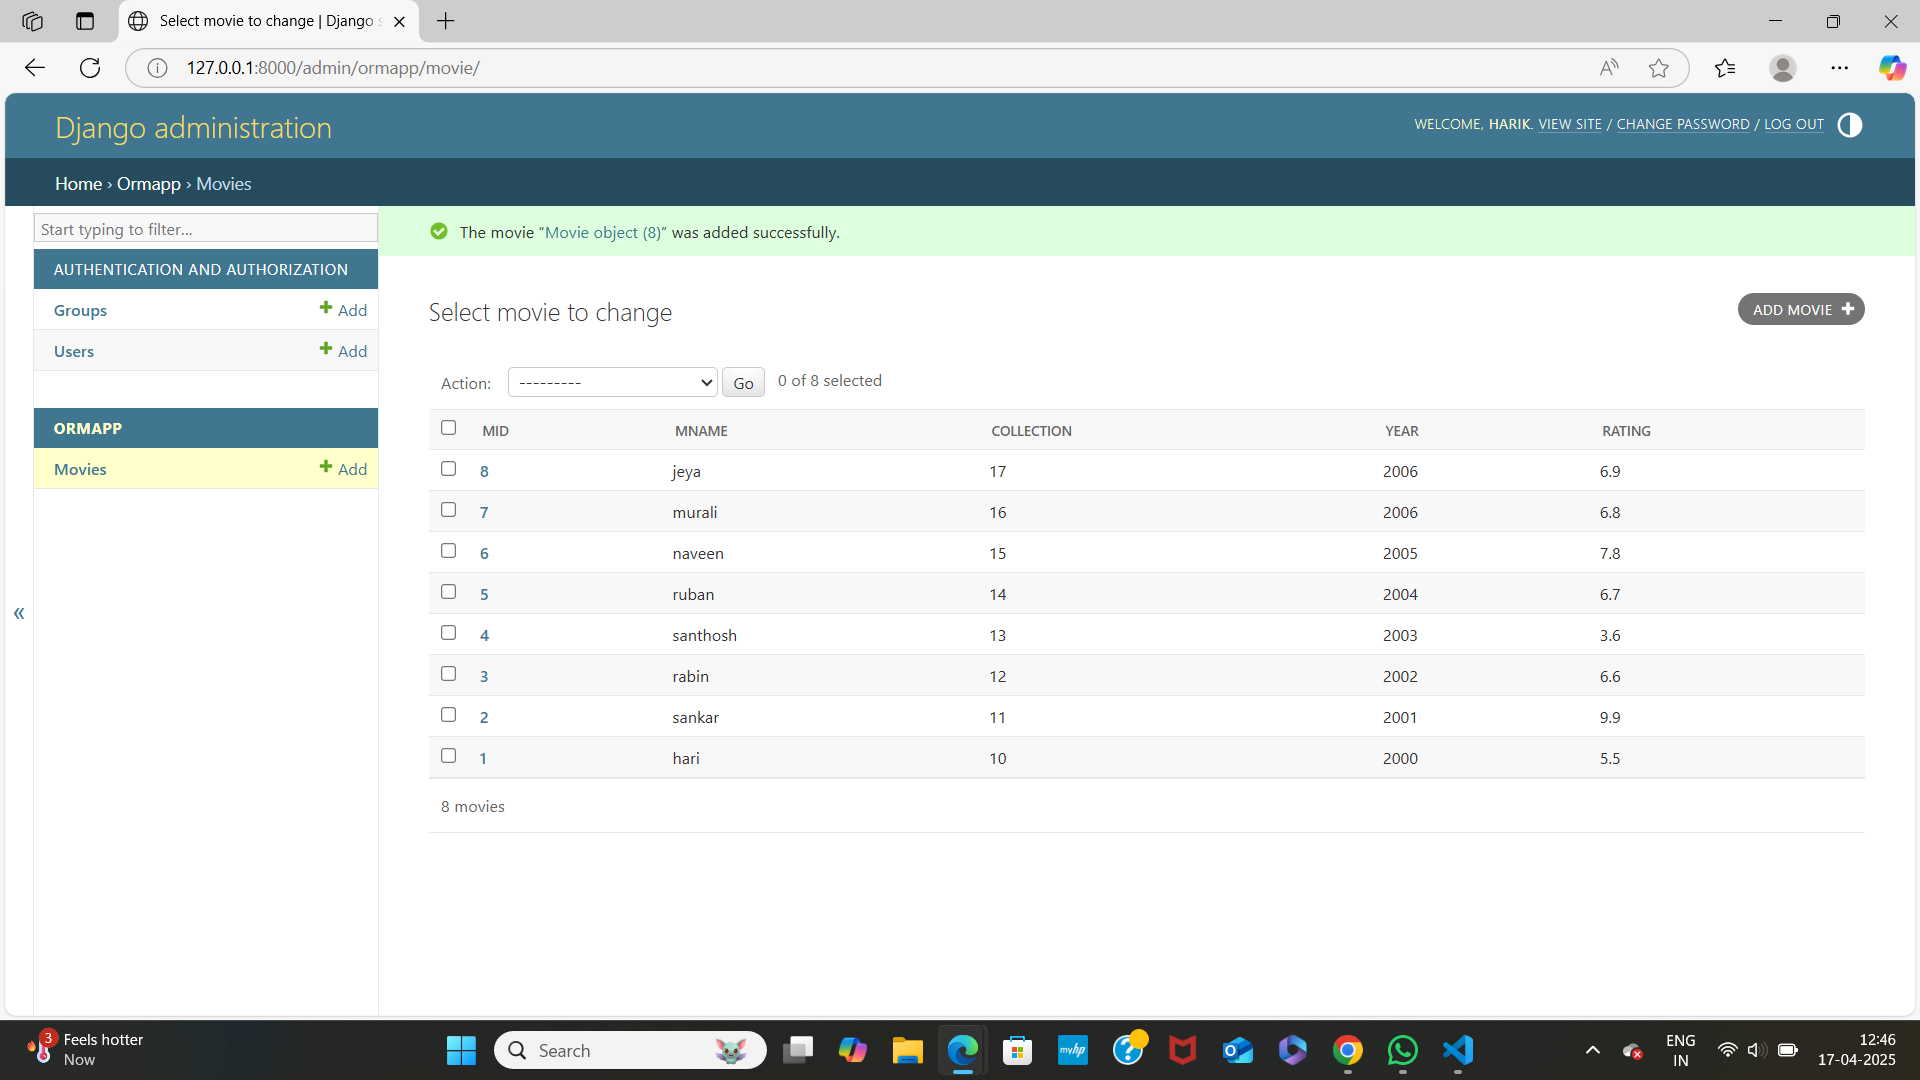 Select movie to change | Django s
127.0.0.1:8000/admin/ormapp/movie/
Django administration
WELCOME, HARIK. VIEW SITE / CHANGE PASSWORD / LOG OUT
Home › Ormapp › Movies
Start typing to filter...
AUTHENTICATION AND AUTHORIZATION
Groups Add
Users Add
ORMAPP
Movies Add
«
The movie “Movie object (8)” was added successfully.
Select movie to change
ADD MOVIE
Action: --------- Go 0 of 8 selected
MID MNAME COLLECTION YEAR RATING
8 jeya 17 2006 6.9
7 murali 16 2006 6.8
6 naveen 15 2005 7.8
5 ruban 14 2004 6.7
4 santhosh 13 2003 3.6
3 rabin 12 2002 6.6
2 sankar 11 2001 9.9
1 hari 10 2000 5.5
8 movies
3
Feels hotter
Now
Search
myhp
ENG
IN
12:46
17-04-2025